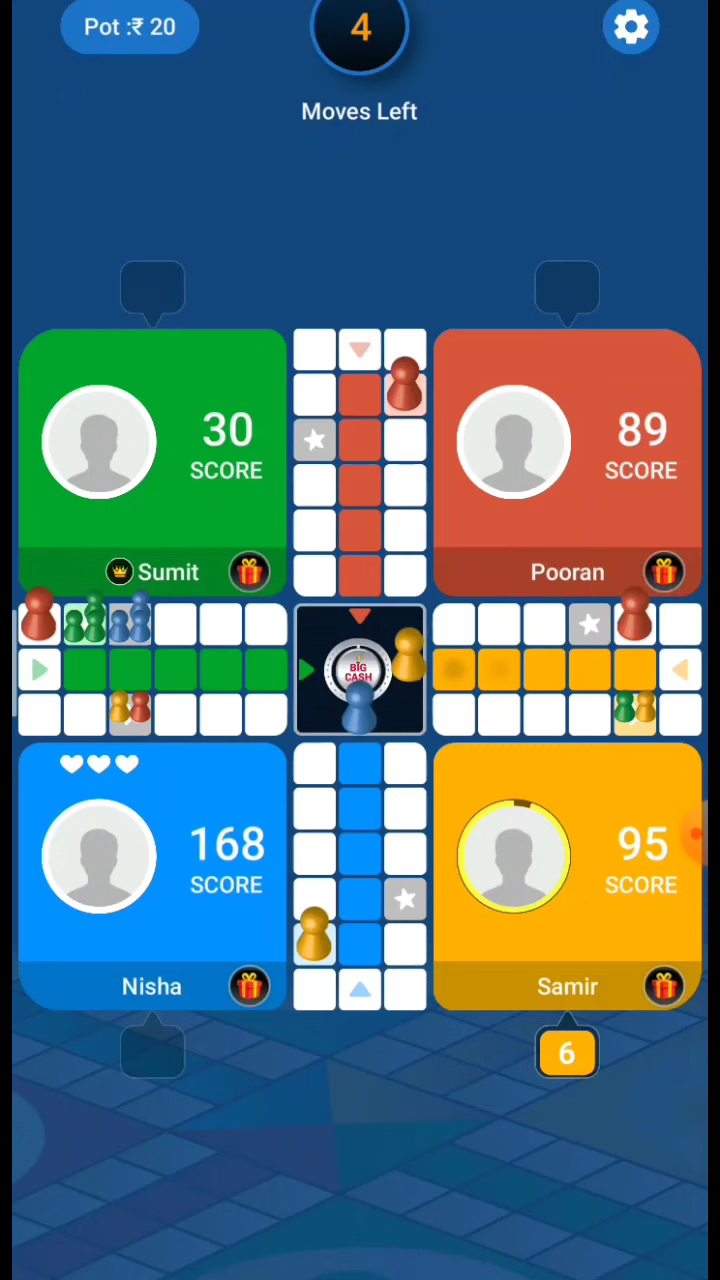 Pot :₹ 20
4
Moves Left
30
SCORE
Sumit
89
SCORE
Pooran
BIG
CASH
168
SCORE
Nisha
95
SCORE
Samir
6